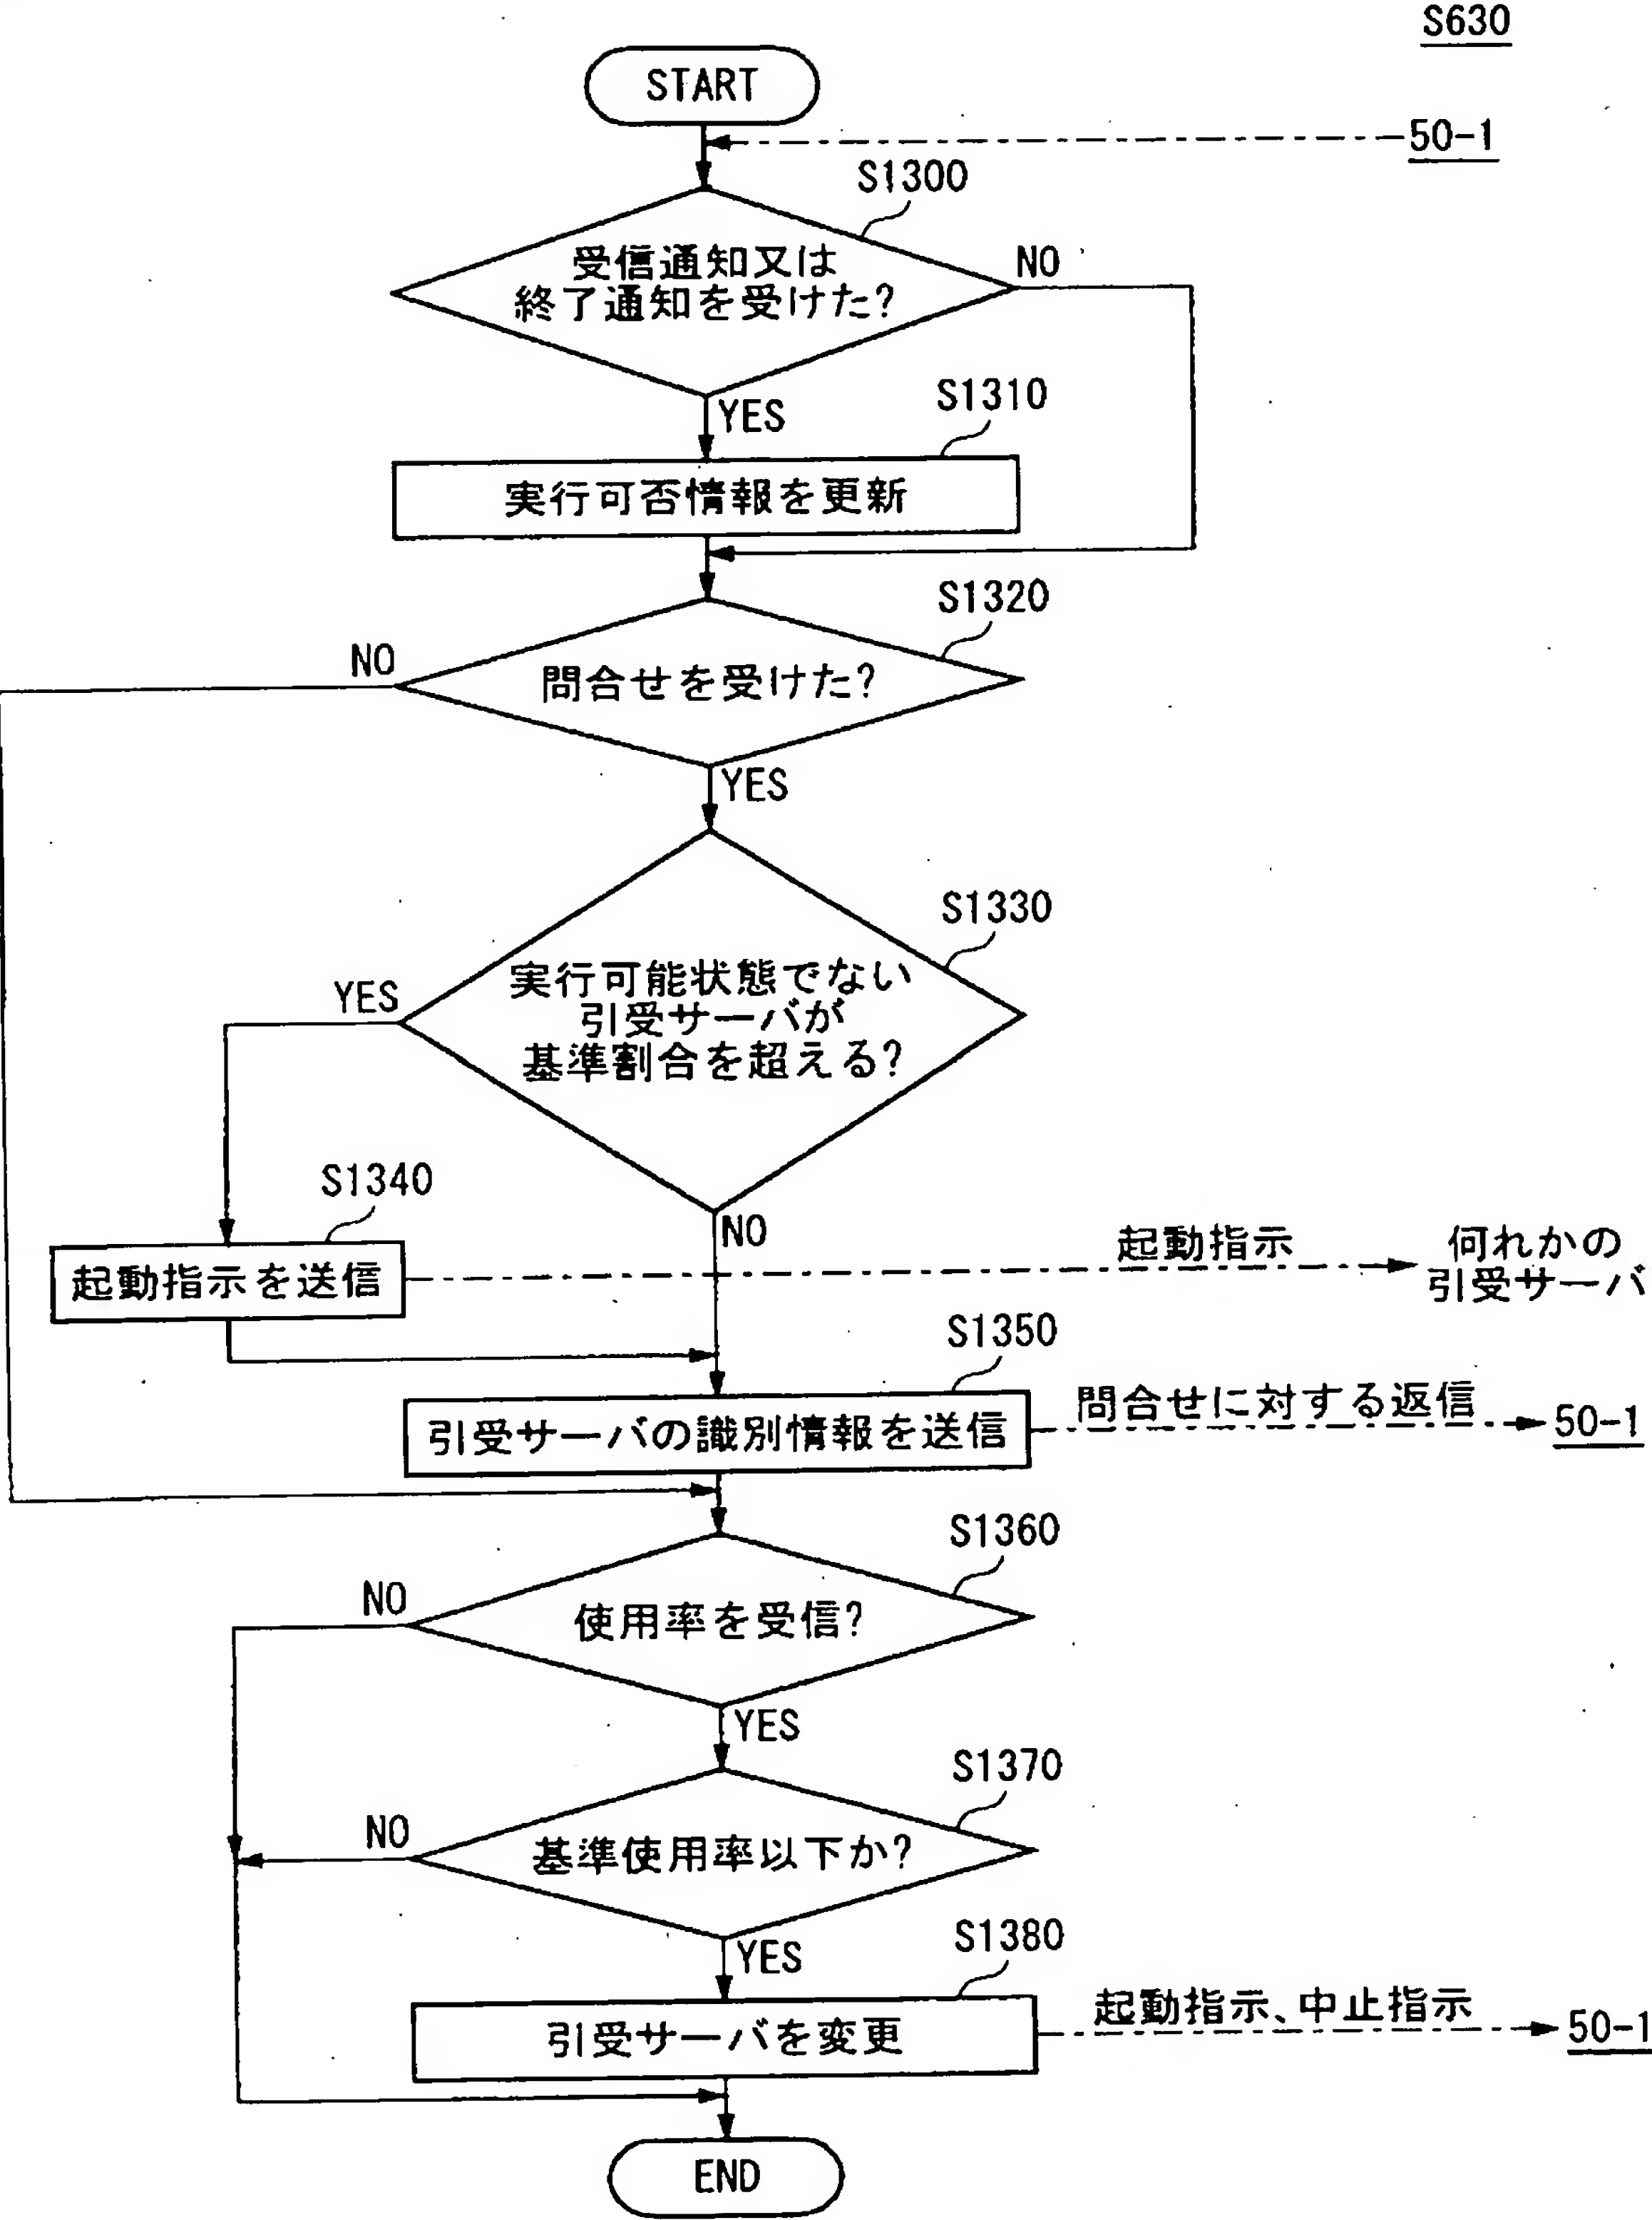 S630
START
50-1
S1300
受信通知又は
終了通知を受けた?
NO
YES
S1310
実行可否情報を更新
S1320
NO
問合せを受けた?
YES
S1330
YES
実行可能状態でない
引受サーバが
基準割合を超える?
NO
S1340
起動指示を送信
起動指示
何れかの
引受サーバ
S1350
引受サーバの識別情報を送信
問合せに対する返信
50-1
S1360
NO
使用率を受信?
YES
S1370
NO
基準使用率以下か?
YES
S1380
引受サーバを変更
起動指示、中止指示
50-1
END